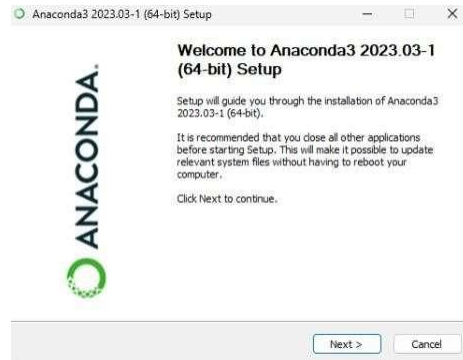 Anaconda3 2023.03-1 (64-bit) Setup
ANACONDA.
Welcome to Anaconda3 2023.03-1
(64-bit) Setup
Setup will guide you through the installation of Anaconda3
2023.03-1 (64-bit).
It is recommended that you close all other applications
before starting Setup. This will make it possible to update
relevant system files without having to reboot your
computer.
Click Next to continue.
Next >
Cancel